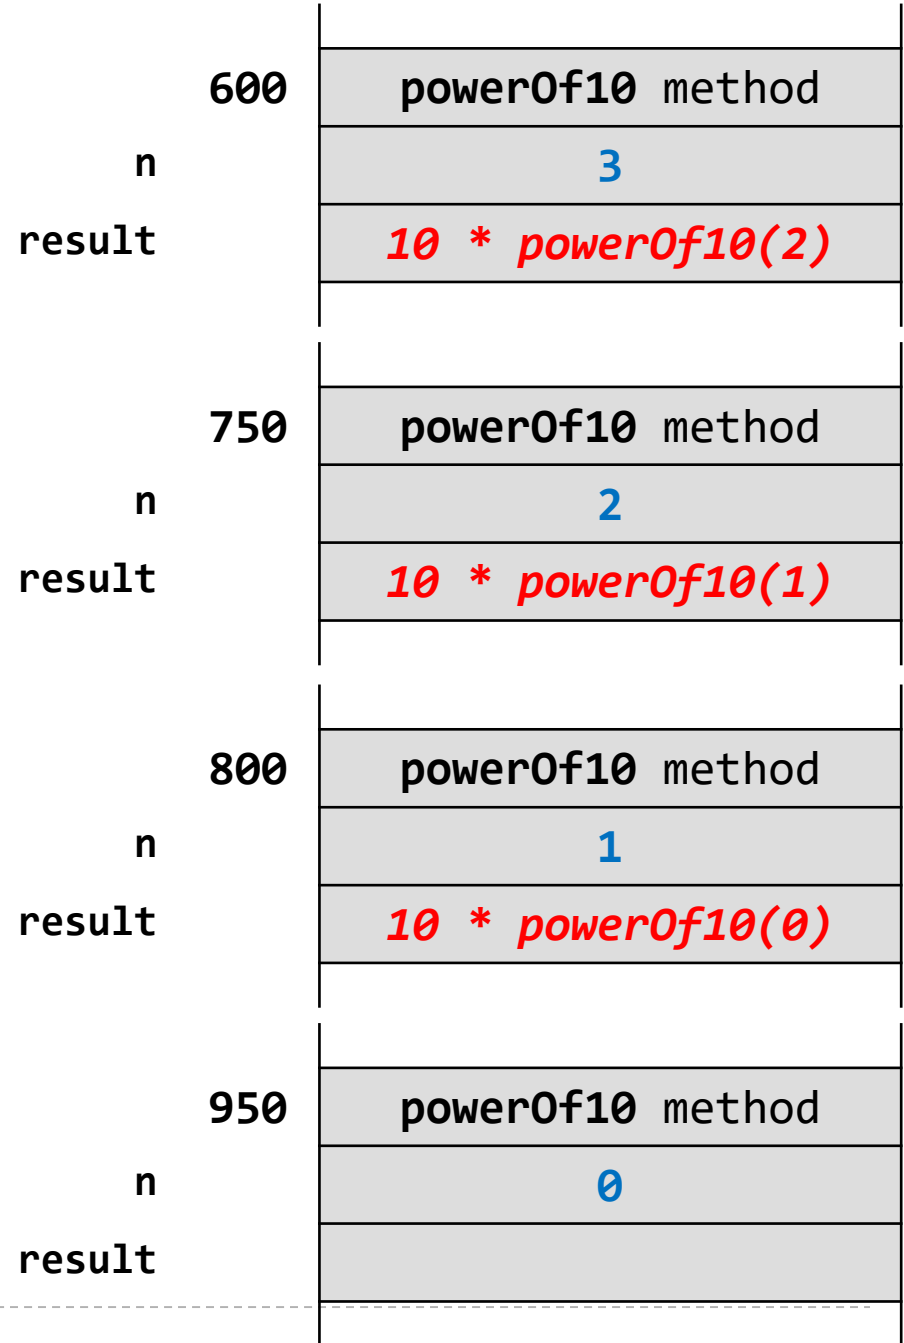 600 powerOf10 method
n 3
result 10 * powerOf10(2)
750 powerOf10 method
n 2
result 10 * powerOf10(1)
800 powerOf10 method
n 1
result 10 * powerOf10(0)
950 powerOf10 method
n 0
result